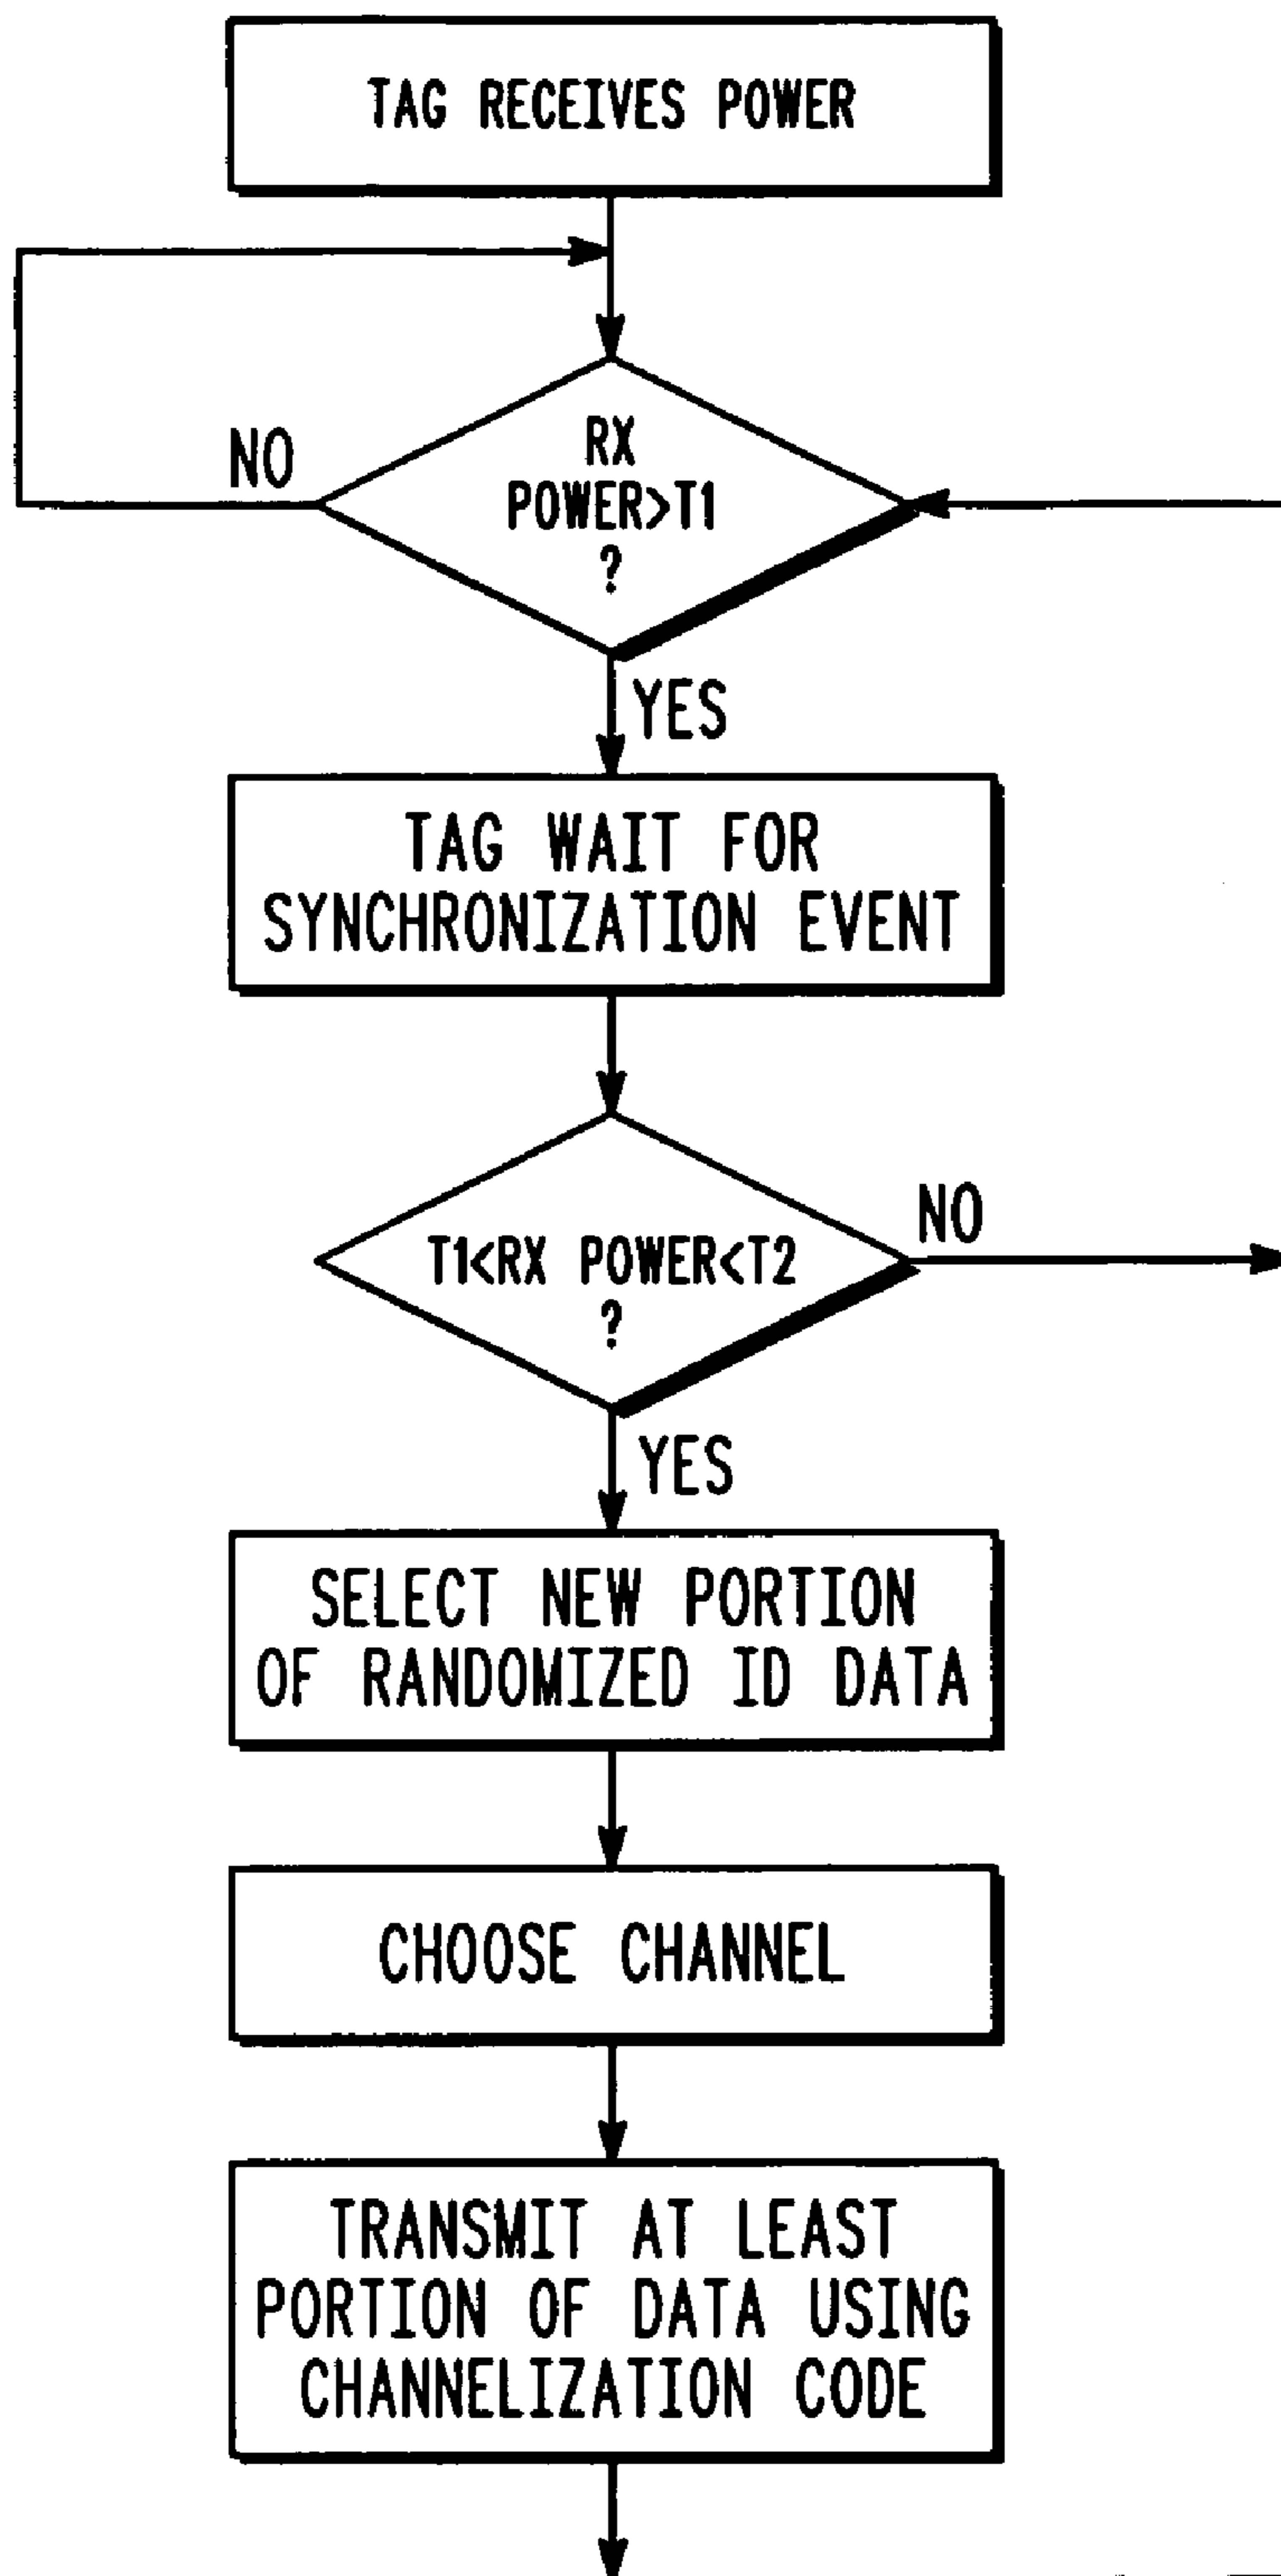 TAG RECEIVES POWER
RX
POWER>T1
?
NO
YES
TAG WAIT FOR
SYNCHRONIZATION EVENT
T1<RX POWER<T2
?
NO
YES
SELECT NEW PORTION
OF RANDOMIZED ID DATA
CHOOSE CHANNEL
TRANSMIT AT LEAST
PORTION OF DATA USING
CHANNELIZATION CODE